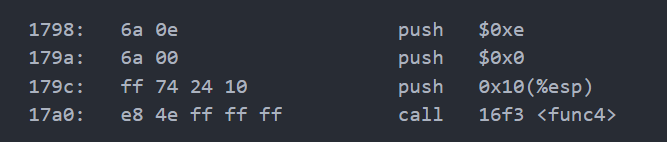 1798: 6a 0e push $0xe
179a: 6a 00 push $0x0
179c: ff 74 24 10 push 0x10(%esp)
17a0: e8 4e ff ff ff call 16f3 <func4>